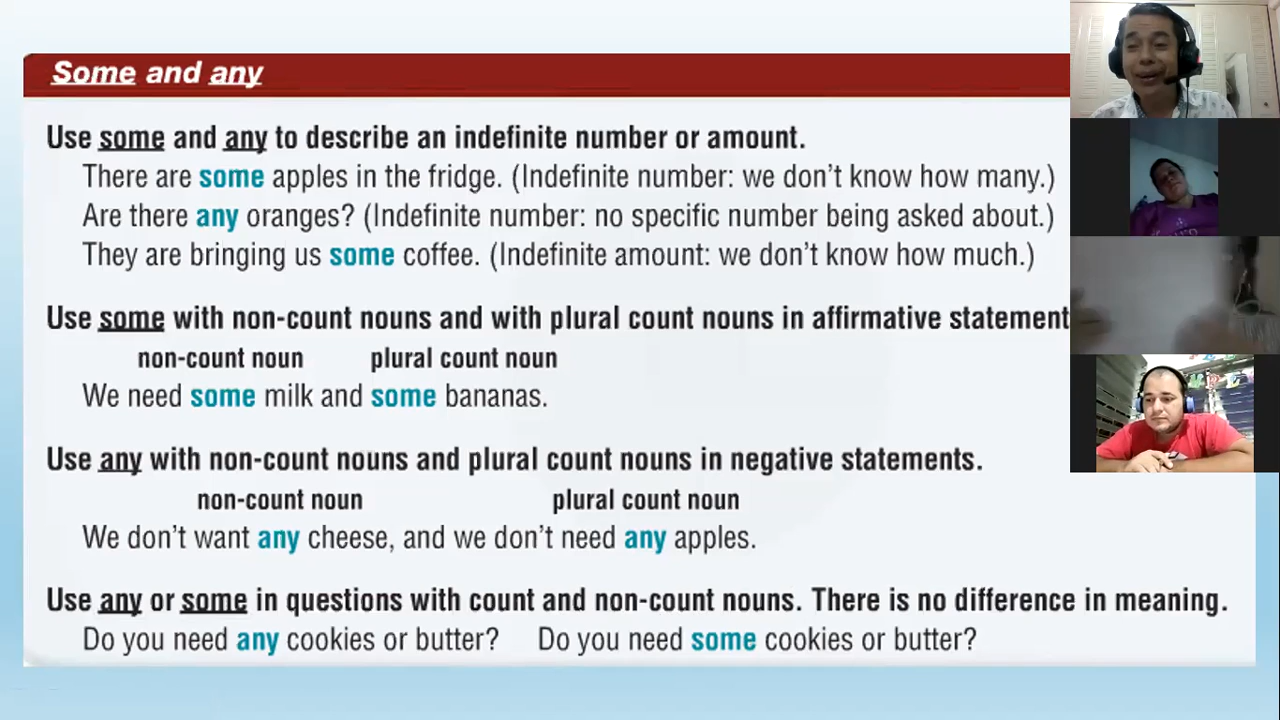 Some and any
Use some and any to describe an indefinite number or amount.
There are some apples in the fridge. (Indefinite number: we don't know how many.)
Are there any oranges? (Indefinite number: no specific number being asked about.)
They are bringing us some coffee. (Indefinite amount: we don't know how much.)
Use some with non-count nouns and with plural count nouns in affirmative statement
non-count noun plural count noun
We need some milk and some bananas.
Use any with non-count nouns and plural count nouns in negative statements.
non-count noun plural count noun
We don't want any cheese, and we don't need any apples.
Use any or some in questions with count and non-count nouns. There is no difference in meaning.
Do you need any cookies or butter? Do you need some cookies or butter?